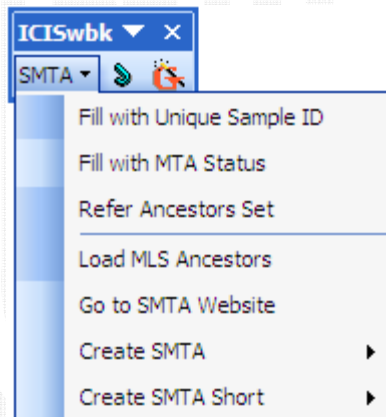 ICISwbk
SMTA
Fill with Unique Sample ID
Fill with MTA Status
Refer Ancestors Set
Load MLS Ancestors
Go to SMTA Website
Create SMTA
Create SMTA Short